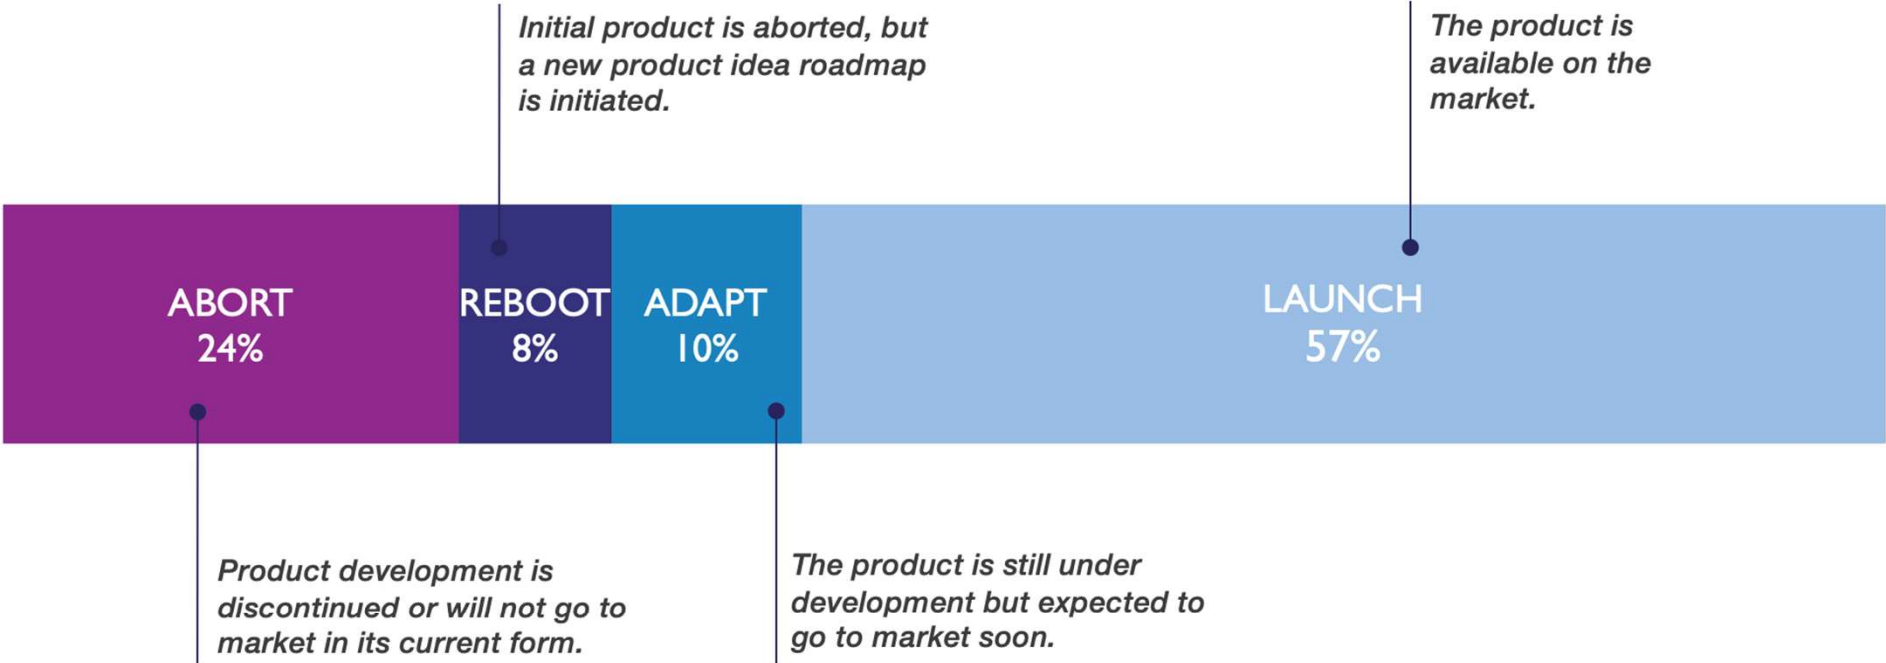 Initial product is aborted, but
a new product idea roadmap
is initiated.
The product is
available on the
market.
ABORT
24%
REBOOT
8%
ADAPT
10%
LAUNCH
57%
Product development is
discontinued or will not go to
market in its current form.
The product is still under
development but expected to
go to market soon.